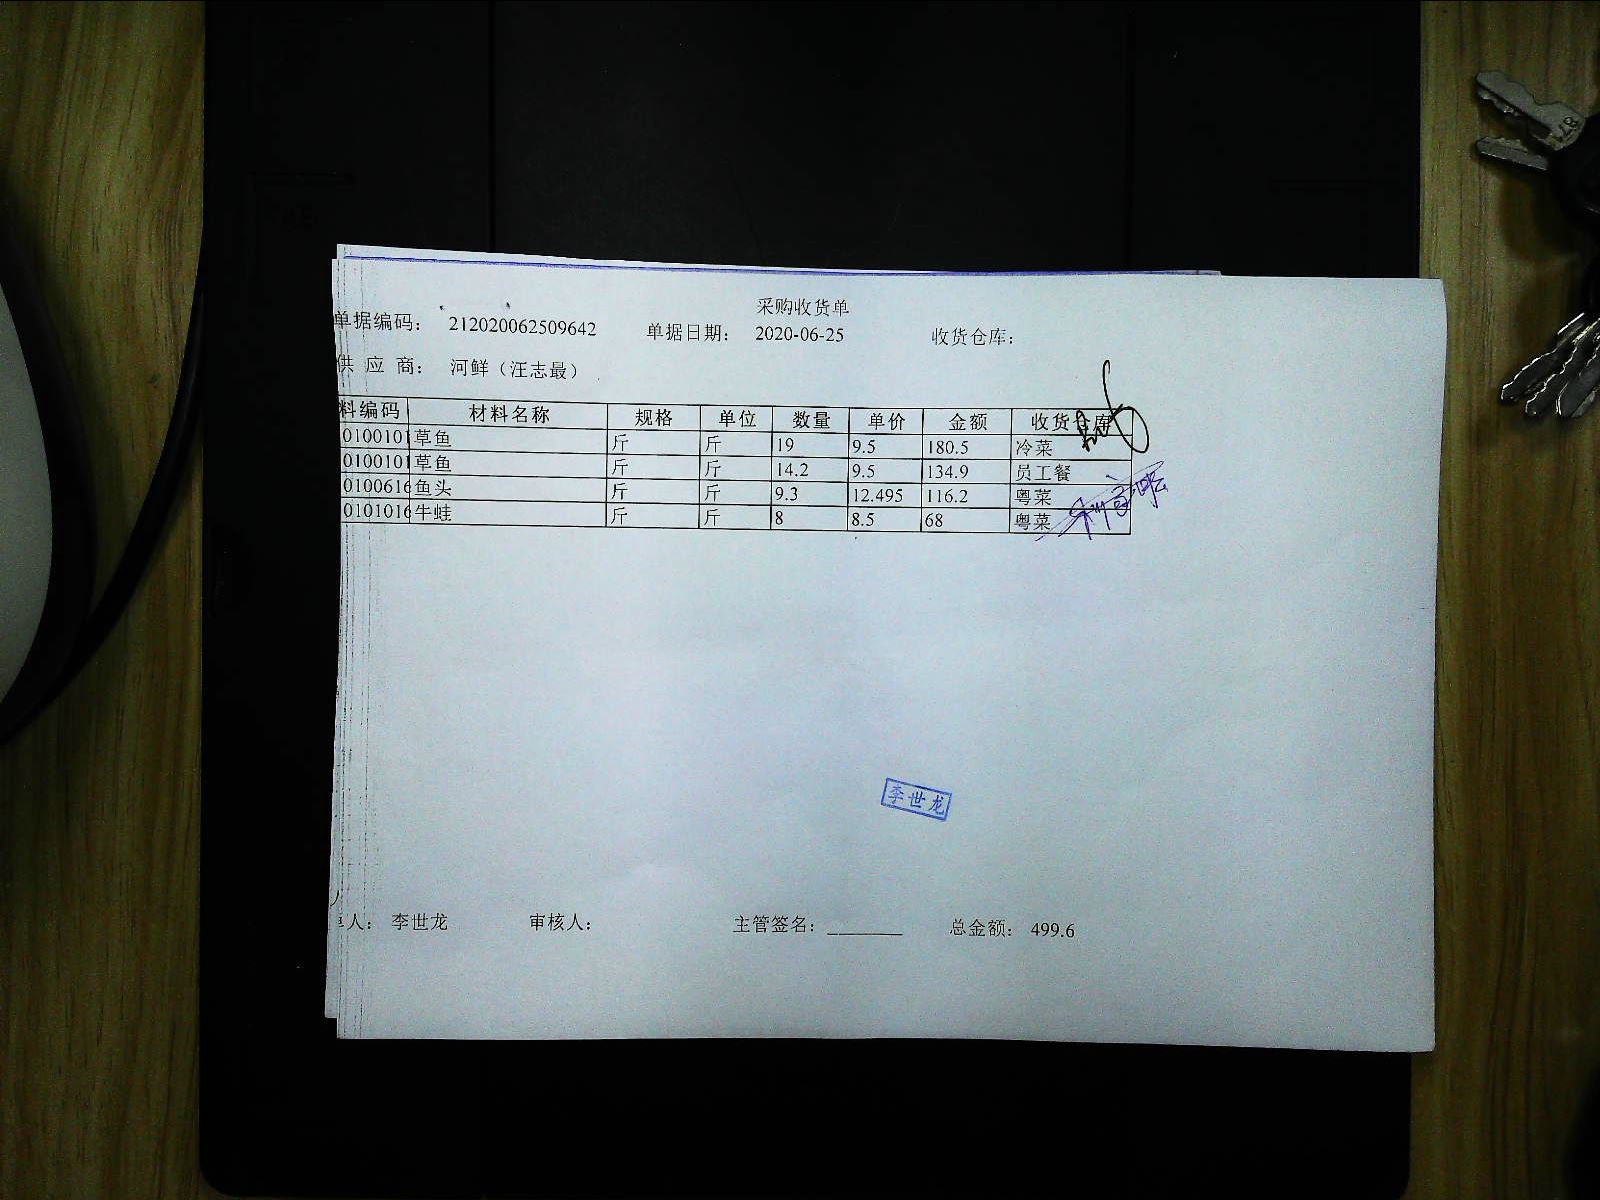 采购收货单
单据编码： 212020062509642 单据日期： 2020-06-25 收货仓库：
供 应 商： 河鲜（汪志最）
料编码 材料名称 规格 单位 数量 单价 金额 收货仓库
0100101 草鱼 斤 斤 19 9.5 180.5 冷菜
0100101 草鱼 斤 斤 14.2 9.5 134.9 员工餐
0100616 鱼头 斤 斤 9.3 12.495 116.2 粤菜
0101016 牛蛙 斤 斤 8 8.5 68 粤菜
李世龙
人： 李世龙 审核人： 主管签名：________ 总金额： 499.6